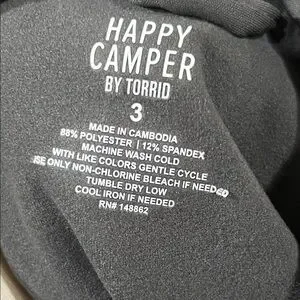 HAPPY
CAMPER
BY TORRID
3
MADE IN CAMBODIA
88% POLYESTER | 12% SPANDEX
MACHINE WASH COLD
WITH LIKE COLORS GENTLE CYCLE
USE ONLY NON-CHLORINE BLEACH IF NEEDED
TUMBLE DRY LOW
COOL IRON IF NEEDED
RN# 148862